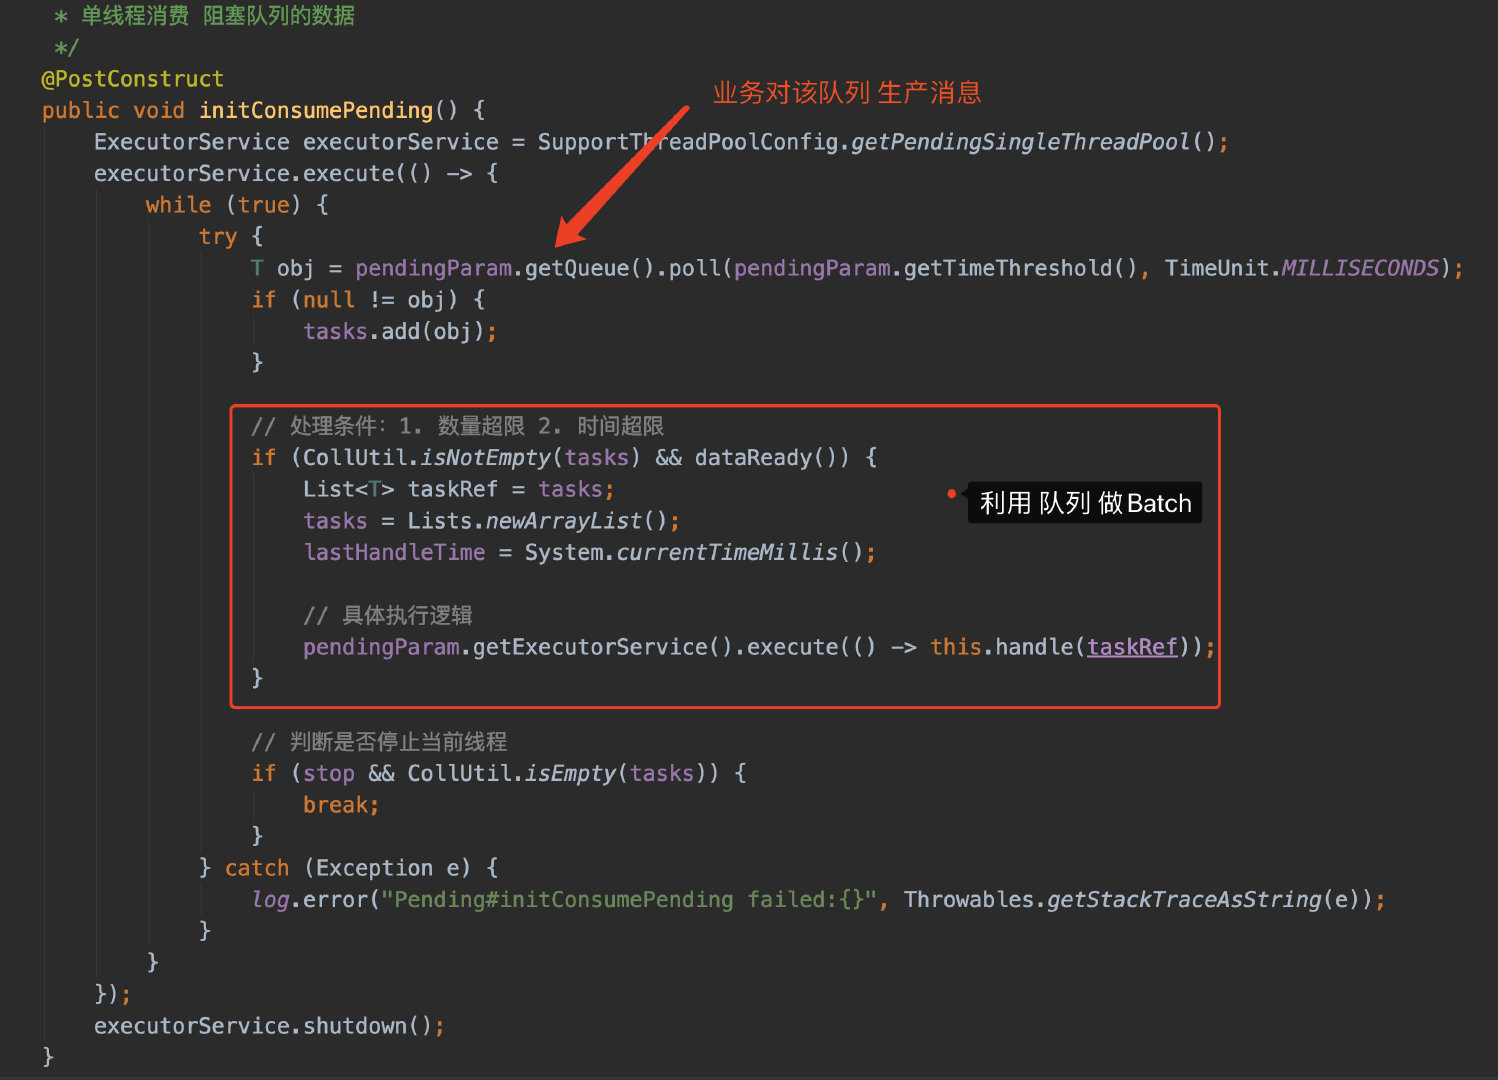 * 单线程消费 阻塞队列的数据
*/
@PostConstruct
业务对该队列 生产消息
public void initConsumePending() {
ExecutorService executorService = SupportThreadPoolConfig.getPendingSingleThreadPool();
executorService.execute(() -> {
while (true) {
try {
T obj = pendingParam.getQueue().poll(pendingParam.getTimeThreshold(), TimeUnit.MILLISECONDS);
if (null != obj) {
tasks.add(obj);
}
// 处理条件: 1. 数量超限 2. 时间超限
if (CollUtil.isNotEmpty(tasks) && dataReady()) {
List<T> taskRef = tasks;
利用 队列 做Batch
tasks = Lists.newArrayList();
lastHandleTime = System.currentTimeMillis();
// 具体执行逻辑
pendingParam.getExecutorService().execute(() -> this.handle(taskRef));
}
// 判断是否停止当前线程
if (stop && CollUtil.isEmpty(tasks)) {
break;
}
} catch (Exception e) {
log.error("Pending#initConsumePending failed:{}", Throwables.getStackTraceAsString(e));
}
}
});
executorService.shutdown();
}